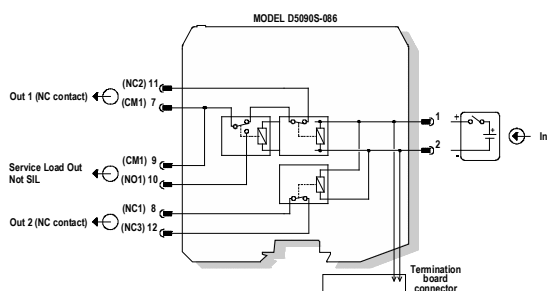 MODEL D5090S-086
(NC2) 11
Out 1 (NC contact)
(CM1) 7
1
+
In
2
-
(CM1) 9
Service Load Out
Not SIL
(NO1) 10
(NC1) 8
Out 2 (NC contact)
(NC3) 12
Termination
board
connector